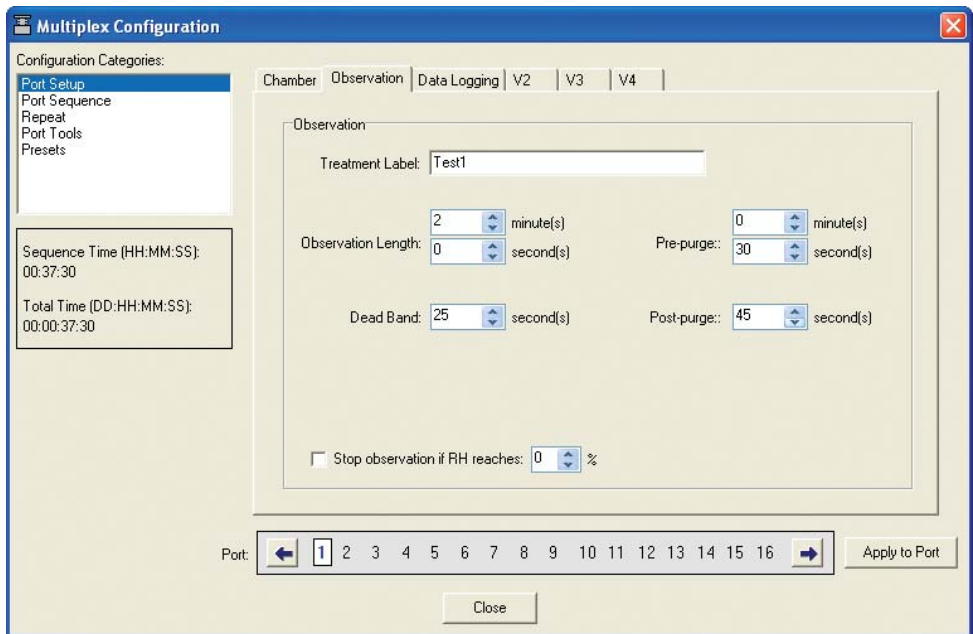 Multiplex Configuration
Configuration Categories:
Port Setup
Port Sequence
Repeat
Port Tools
Presets
Sequence Time (HH:MM:SS):
00:37:30
Total Time (DD:HH:MM:SS):
00:00:37:30
Chamber Observation Data Logging V2 V3 V4
Observation
Treatment Label: Test1
Observation Length: 2 minute(s)
0 second(s)
Pre-purge:: 0 minute(s)
30 second(s)
Dead Band: 25 second(s)
Post-purge:: 45 second(s)
Stop observation if RH reaches: 0 %
Port: 1 2 3 4 5 6 7 8 9 10 11 12 13 14 15 16 Apply to Port
Close